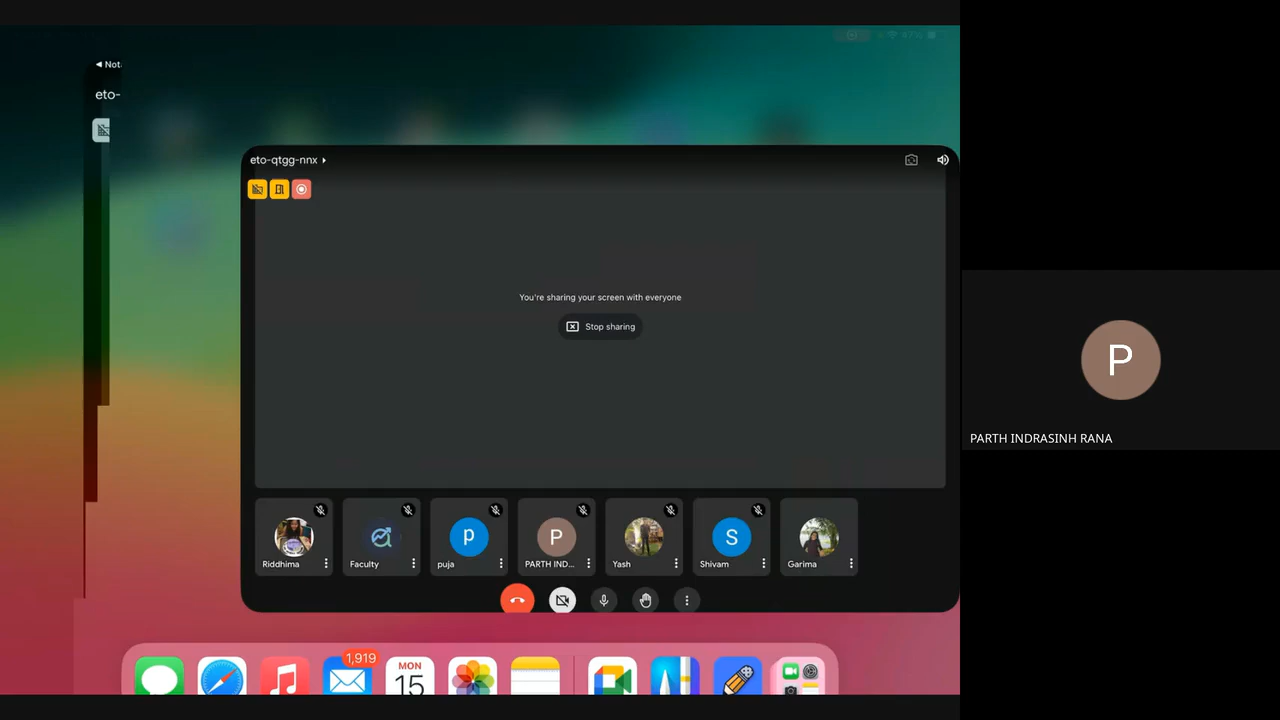 ◄ Not
eto-
eto-qtgg-nnx
You're sharing your screen with everyone
Stop sharing
Riddhima
Faculty
p
puja
P
PARTH IND...
Yash
S
Shivam
Garima
1,919
MON
15
P
PARTH INDRASINH RANA